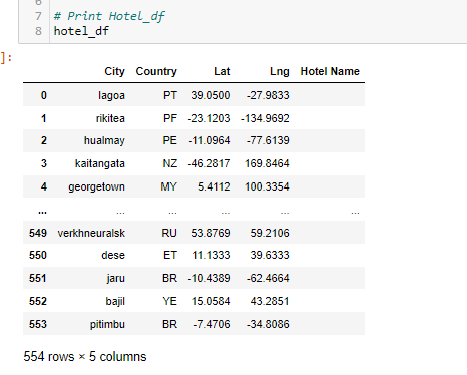 6
7 # Print Hotel_df
8 hotel_df
]:
City Country Lat Lng Hotel Name
0 lagoa PT 39.0500 -27.9833
1 rikitea PF -23.1203 -134.9692
2 hualmay PE -11.0964 -77.6139
3 kaitangata NZ -46.2817 169.8464
4 georgetown MY 5.4112 100.3354
... ... ... ... ... ...
549 verkhneuralsk RU 53.8769 59.2106
550 dese ET 11.1333 39.6333
551 jaru BR -10.4389 -62.4664
552 bajil YE 15.0584 43.2851
553 pitimbu BR -7.4706 -34.8086
554 rows × 5 columns